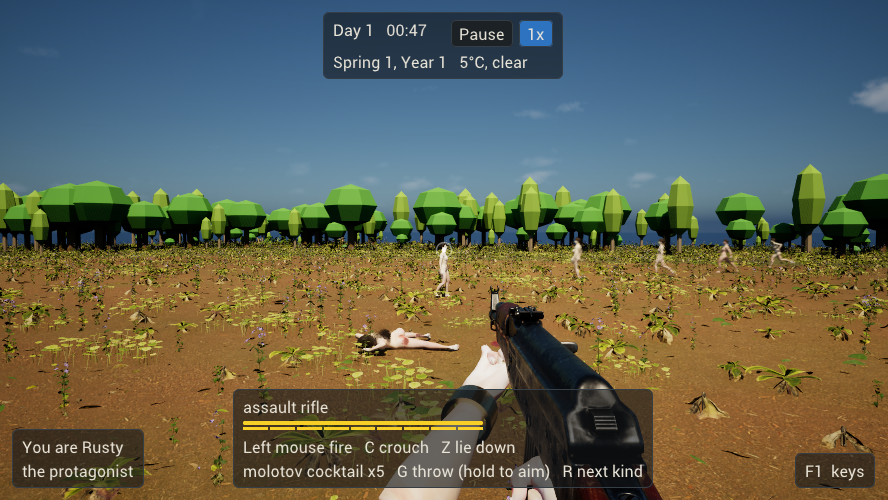 Day 1 00:47 Pause 1x
Spring 1, Year 1 5°C, clear
assault rifle
Left mouse fire C crouch Z lie down
molotov cocktail x5 G throw (hold to aim) R next kind
You are Rusty
the protagonist
F1 keys